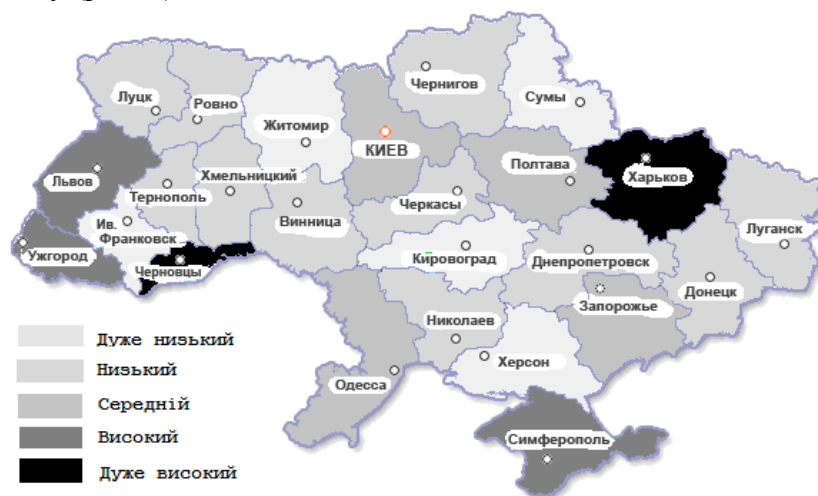 Чернигов
Луцк
Ровно
Сумы
Житомир
КИЕВ
Полтава
Харьков
Львов
Хмельницкий
Тернополь
Черкасы
Винница
Луганск
Ив.
Франковск
Ужгород
Черновцы
Кировоград
Днепропетровск
Донецк
Запорожье
Николаев
Херсон
Одесса
Симферополь
Дуже низький
Низький
Середній
Високий
Дуже високий